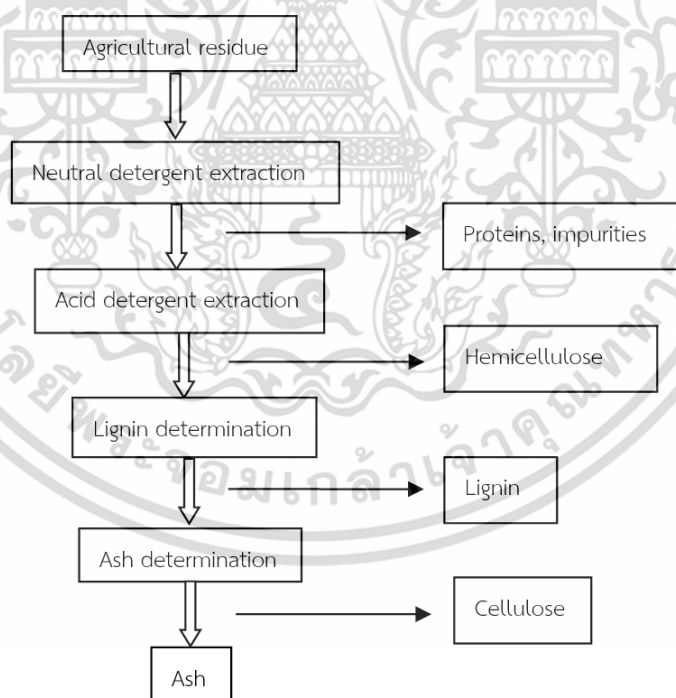 Agricultural residue
Neutral detergent extraction
Proteins, impurities
Acid detergent extraction
Hemicellulose
Lignin determination
Lignin
Ash determination
Cellulose
Ash